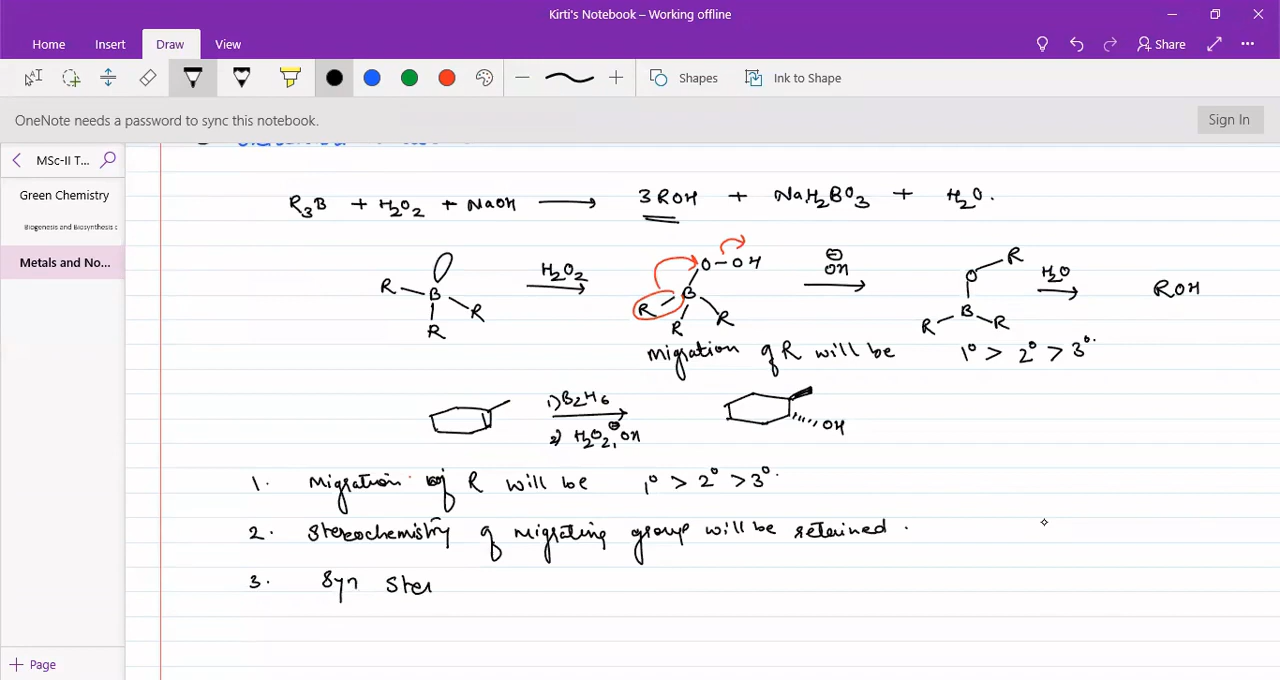 Kirti's Notebook – Working offline
Home Insert Draw View
Share
Shapes Ink to Shape
OneNote needs a password to sync this notebook.
Sign In
MSc-II T...
Green Chemistry
Biogenesis and Biosynthesis c
Metals and No...
Page
R3B + H2O2 + NaOH ⟶ 3ROH + NaH2BO3 + H2O.
R B R R H2O2 R B O-OH R R ⊖OH R B O R R H2O ROH
migration of R will be 1° > 2° > 3°.
1) B2H6
2) H2O2, ⊖OH
OH
1. Migration of R will be 1° > 2° > 3°.
2. Stereochemistry of migrating group will be retained.
3. Syn Ster